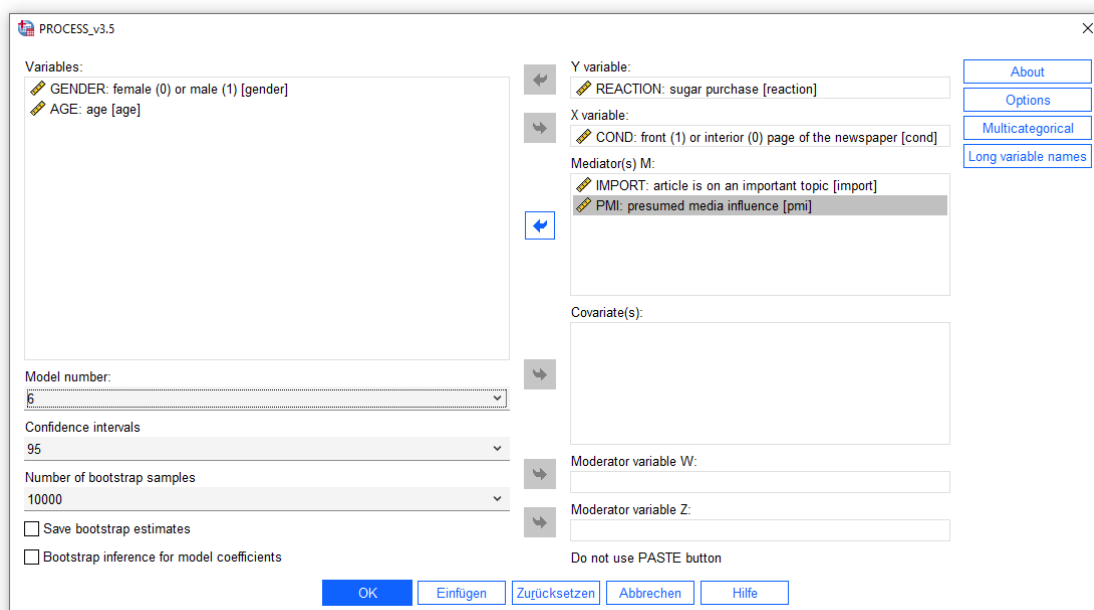 PROCESS_v3.5
Variables:
GENDER: female (0) or male (1) [gender]
AGE: age [age]
Model number:
6
Confidence intervals
95
Number of bootstrap samples
10000
Save bootstrap estimates
Bootstrap inference for model coefficients
Y variable:
REACTION: sugar purchase [reaction]
X variable:
COND: front (1) or interior (0) page of the newspaper [cond]
Mediator(s) M:
IMPORT: article is on an important topic [import]
PMI: presumed media influence [pmi]
Covariate(s):
Moderator variable W:
Moderator variable Z:
Do not use PASTE button
About
Options
Multicategorical
Long variable names
OK
Einfügen
Zurücksetzen
Abbrechen
Hilfe